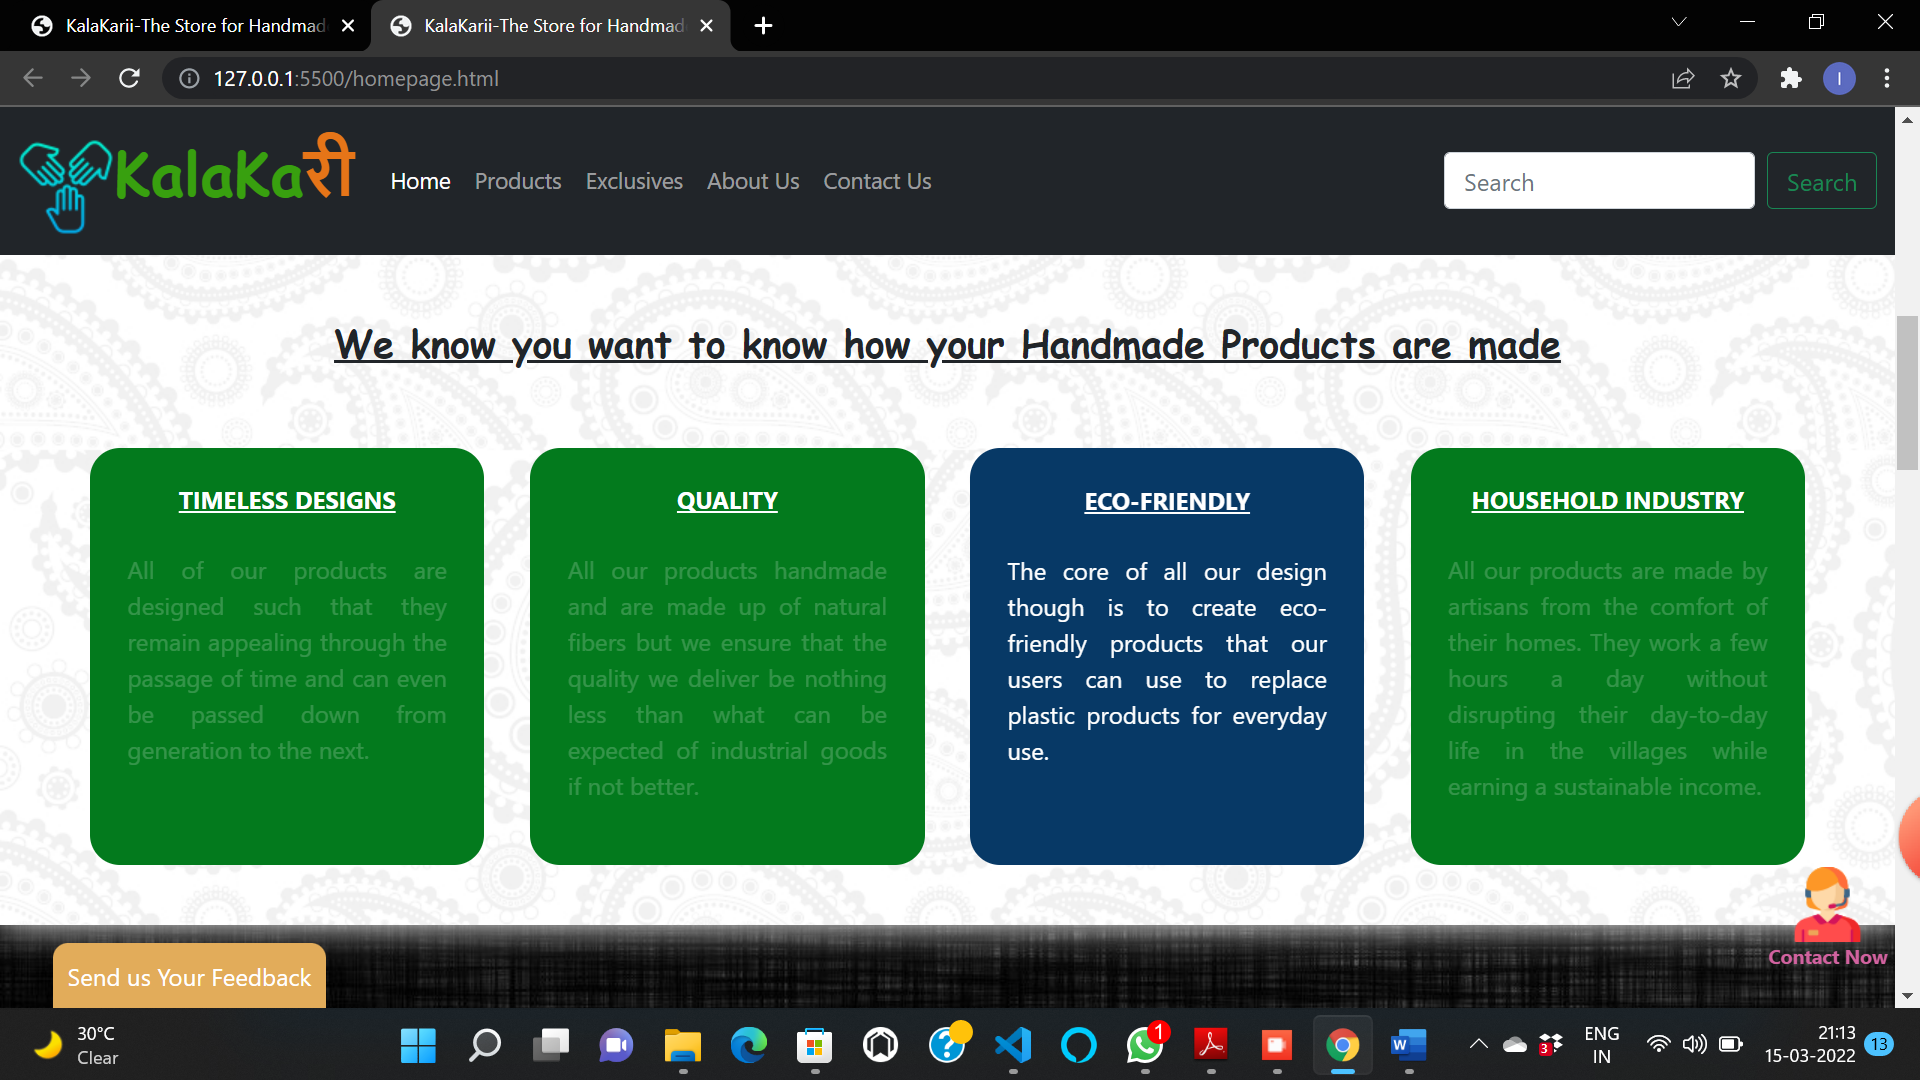 KalaKarii-The Store for Handmad
KalaKarii-The Store for Handmad
127.0.0.1:5500/homepage.html
I
KalaKaरी
Home Products Exclusives About Us Contact Us
Search
Search
We know you want to know how your Handmade Products are made
TIMELESS DESIGNS
All of our products are
designed such that they
remain appealing through the
passage of time and can even
be passed down from
generation to the next.
QUALITY
All our products handmade
and are made up of natural
fibers but we ensure that the
quality we deliver be nothing
less than what can be
expected of industrial goods
if not better.
ECO-FRIENDLY
The core of all our design
though is to create eco-
friendly products that our
users can use to replace
plastic products for everyday
use.
HOUSEHOLD INDUSTRY
All our products are made by
artisans from the comfort of
their homes. They work a few
hours a day without
disrupting their day-to-day
life in the villages while
earning a sustainable income.
Contact Now
Send us Your Feedback
30°C
Clear
1
W
3
ENG
IN
21:13
15-03-2022
13